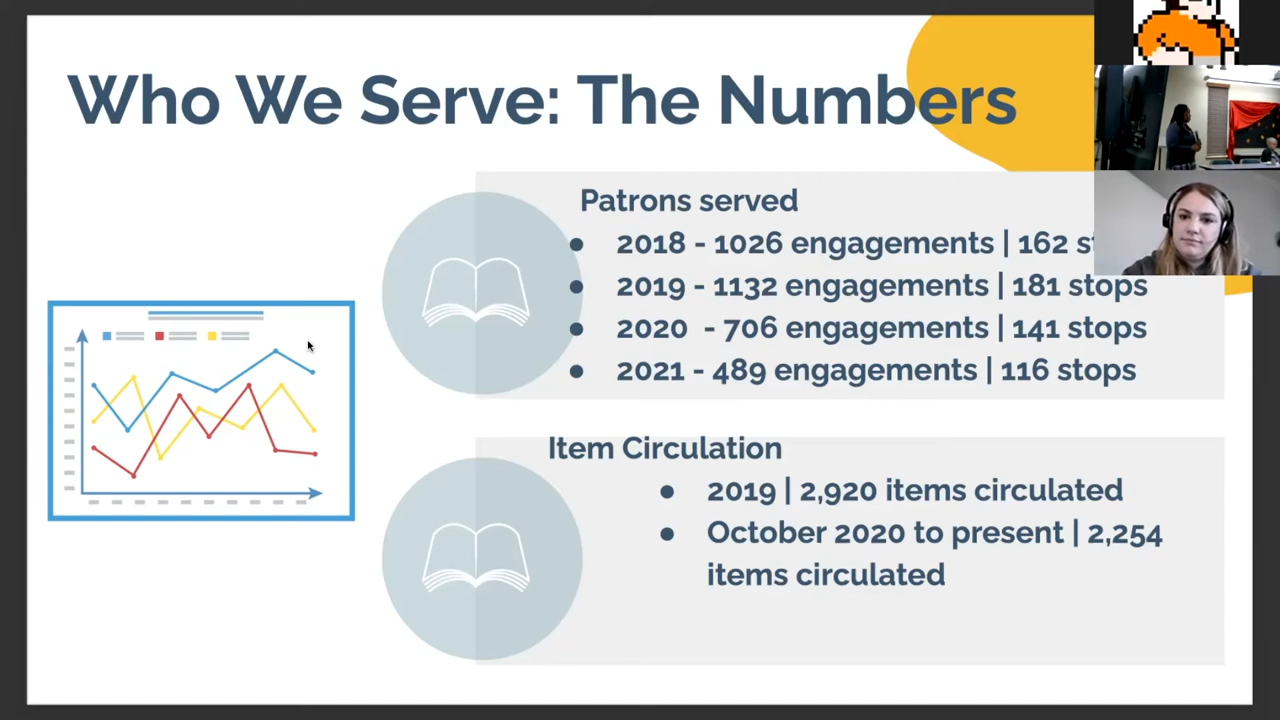 Who We Serve: The Numbers
Patrons served
● 2018 - 1026 engagements | 162
● 2019 - 1132 engagements | 181 stops
● 2020 - 706 engagements | 141 stops
● 2021 - 489 engagements | 116 stops
Item Circulation
● 2019 | 2,920 items circulated
● October 2020 to present | 2,254
items circulated